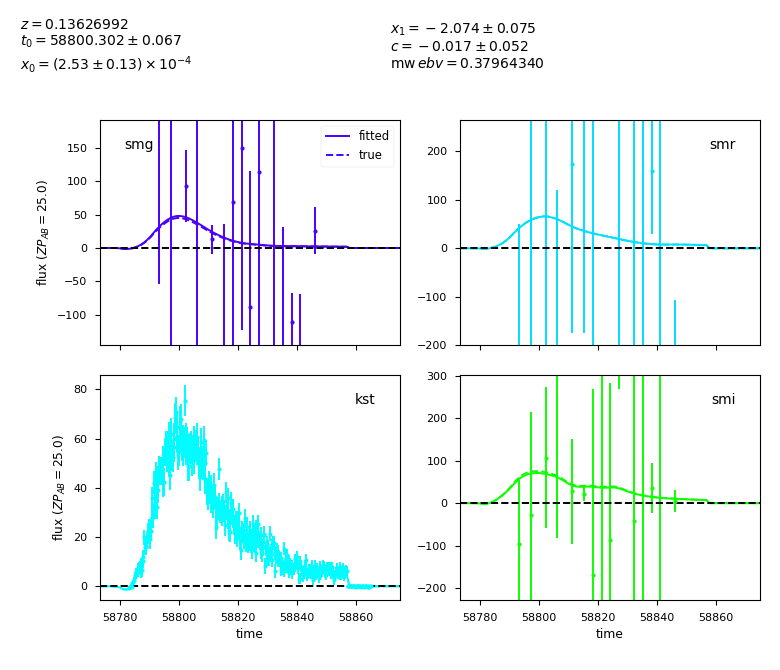 z = 0.13626992
t0 = 58800.302 ± 0.067
x0 = (2.53 ± 0.13) × 10^−4
x1 = −2.074 ± 0.075
c = −0.017 ± 0.052
mw ebv = 0.37964340
smg
fitted
true
150
100
50
0
−50
−100
flux (ZP_AB = 25.0)
smr
200
100
0
−100
−200
kst
80
60
40
20
0
flux (ZP_AB = 25.0)
58780 58800 58820 58840 58860
time
smi
300
200
100
0
−100
−200
58780 58800 58820 58840 58860
time